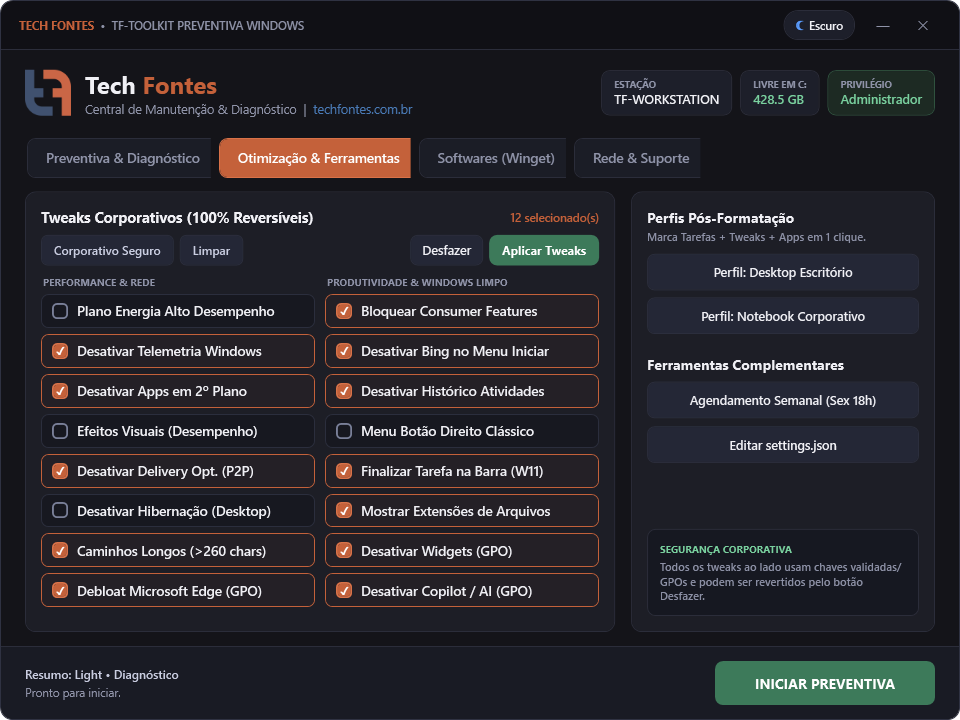 TECH FONTES • TF-TOOLKIT PREVENTIVA WINDOWS
Escuro
Tech Fontes
Central de Manutenção & Diagnóstico | techfontes.com.br
ESTAÇÃO
TF-WORKSTATION
LIVRE EM C:
428.5 GB
PRIVILÉGIO
Administrador
Preventiva & Diagnóstico
Otimização & Ferramentas
Softwares (Winget)
Rede & Suporte
Tweaks Corporativos (100% Reversíveis)
12 selecionado(s)
Corporativo Seguro
Limpar
Desfazer
Aplicar Tweaks
PERFORMANCE & REDE
Plano Energia Alto Desempenho
Desativar Telemetria Windows
Desativar Apps em 2º Plano
Efeitos Visuais (Desempenho)
Desativar Delivery Opt. (P2P)
Desativar Hibernação (Desktop)
Caminhos Longos (>260 chars)
Debloat Microsoft Edge (GPO)
PRODUTIVIDADE & WINDOWS LIMPO
Bloquear Consumer Features
Desativar Bing no Menu Iniciar
Desativar Histórico Atividades
Menu Botão Direito Clássico
Finalizar Tarefa na Barra (W11)
Mostrar Extensões de Arquivos
Desativar Widgets (GPO)
Desativar Copilot / AI (GPO)
Perfis Pós-Formatação
Marca Tarefas + Tweaks + Apps em 1 clique.
Perfil: Desktop Escritório
Perfil: Notebook Corporativo
Ferramentas Complementares
Agendamento Semanal (Sex 18h)
Editar settings.json
SEGURANÇA CORPORATIVA
Todos os tweaks ao lado usam chaves validadas/
GPOs e podem ser revertidos pelo botão
Desfazer.
Resumo: Light • Diagnóstico
Pronto para iniciar.
INICIAR PREVENTIVA